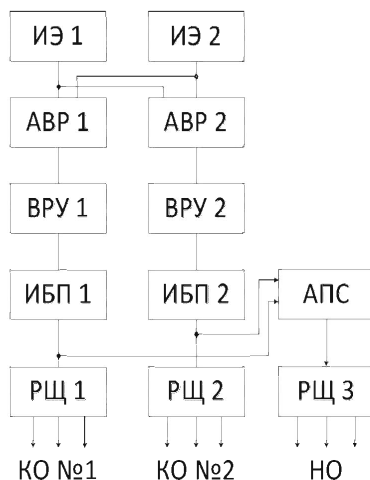 ИЭ 1 ИЭ 2
АВР 1 АВР 2
ВРУ 1 ВРУ 2
ИБП 1 ИБП 2 АПС
РЩ 1 РЩ 2 РЩ 3
КО №1 КО №2 НО